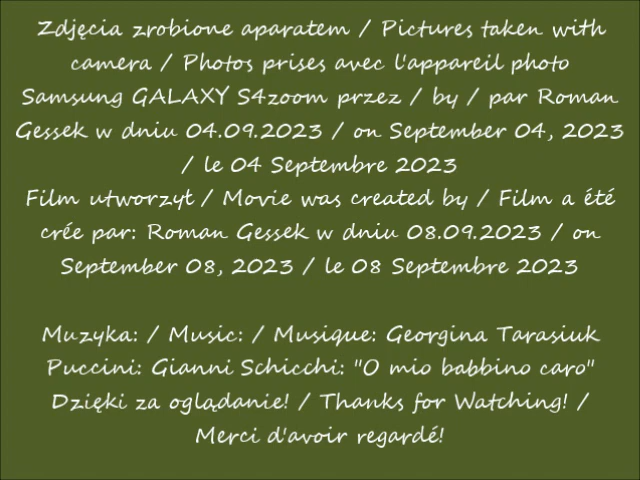 Zdjęcia zrobione aparatem / Pictures taken with
camera / Photos prises avec l'appareil photo
Samsung GALAXY S4zoom przez / by / par Roman
Gessek w dniu 04.09.2023 / on September 04, 2023
/ le 04 Septembre 2023
Film utworzył / Movie was created by / Film a été
crée par: Roman Gessek w dniu 08.09.2023 / on
September 08, 2023 / le 08 Septembre 2023
Muzyka: / Music: / Musique: Georgina Tarasiuk
Puccini: Gianni Schicchi: "O mio babbino caro"
Dzięki za oglądanie! / Thanks for Watching! /
Merci d'avoir regardé!